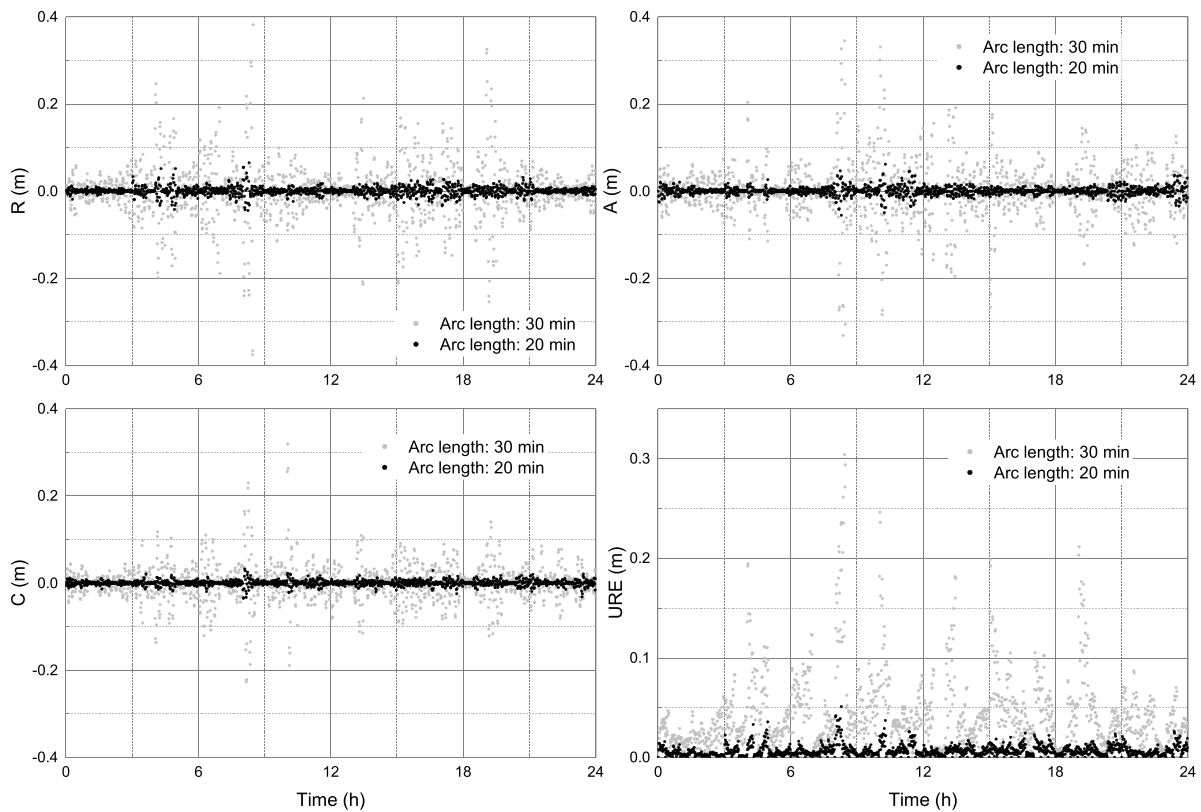 0.4
0.2
0.0
-0.2
-0.4
R (m)
Arc length: 30 min
Arc length: 20 min
0 6 12 18 24
0.4
0.2
0.0
-0.2
-0.4
A (m)
Arc length: 30 min
Arc length: 20 min
0 6 12 18 24
0.4
0.2
0.0
-0.2
-0.4
C (m)
Arc length: 30 min
Arc length: 20 min
0 6 12 18 24
Time (h)
0.3
0.2
0.1
0.0
URE (m)
Arc length: 30 min
Arc length: 20 min
0 6 12 18 24
Time (h)